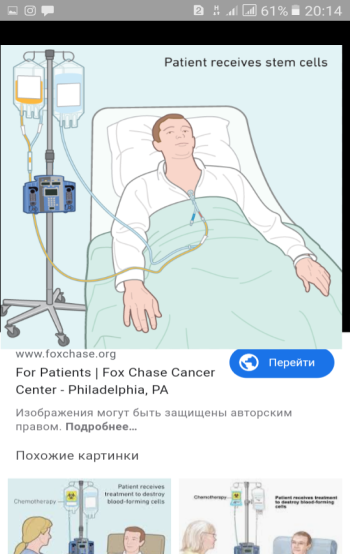 61% 20:14
Patient receives stem cells
www.foxchase.org
For Patients | Fox Chase Cancer
Center - Philadelphia, PA
Перейти
Изображения могут быть защищены авторским
правом. Подробнее...
Похожие картинки
Chemotherapy
Patient receives
treatment to destroy
blood-forming cells
Chemotherapy
Patient receives treatment
to destroy blood-forming
cells